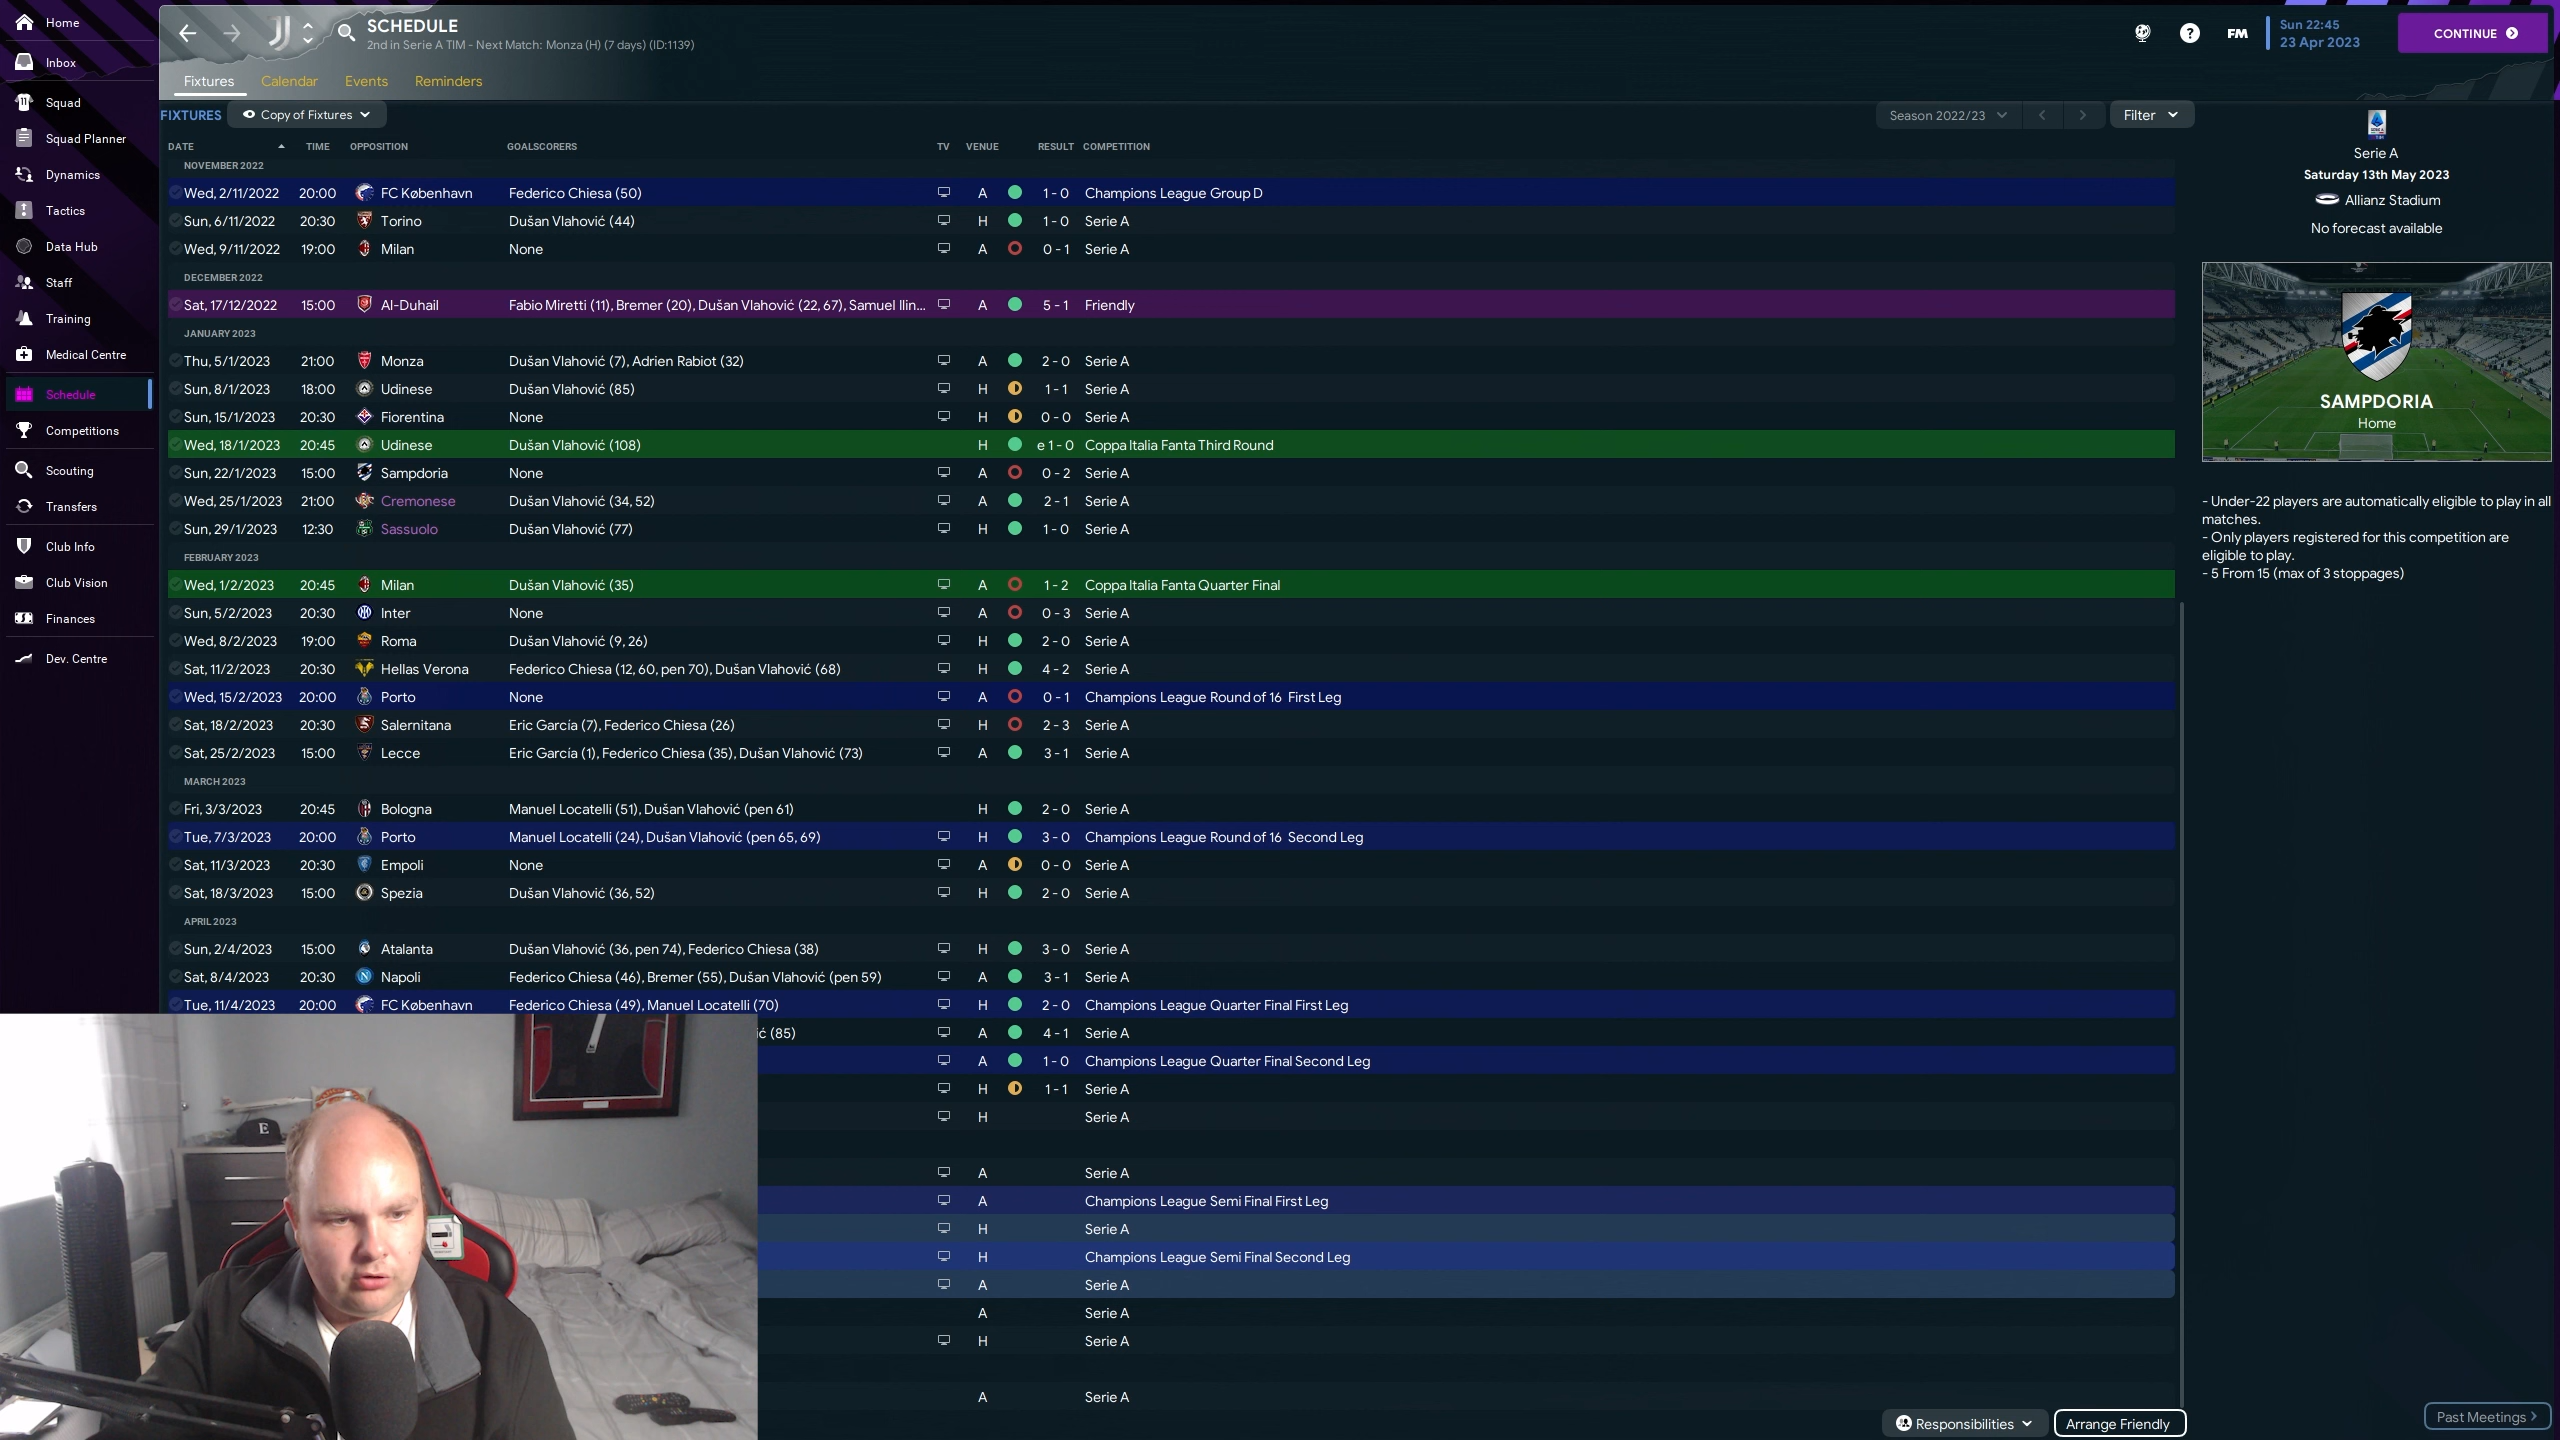 Home
Inbox
Squad
Squad Planner
Dynamics
Tactics
Data Hub
Staff
Training
Medical Centre
Schedule
Competitions
Scouting
Transfers
Club Info
Club Vision
Finances
Dev. Centre
SCHEDULE
2nd in Serie A TIM - Next Match: Monza (H) (7 days) (ID:1139)
FM
Sun 22:45
23 Apr 2023
CONTINUE
Fixtures Calendar Events Reminders
FIXTURES Copy of Fixtures Season 2022/23 Filter
DATE TIME OPPOSITION GOALSCORERS TV VENUE RESULT COMPETITION
NOVEMBER 2022
Wed, 2/11/2022 20:00 FC København Federico Chiesa (50) A 1 - 0 Champions League Group D
Sun, 6/11/2022 20:30 Torino Dušan Vlahović (44) H 1 - 0 Serie A
Wed, 9/11/2022 19:00 Milan None A 0 - 1 Serie A
DECEMBER 2022
Sat, 17/12/2022 15:00 Al-Duhail Fabio Miretti (11), Bremer (20), Dušan Vlahović (22, 67), Samuel Ilin... A 5 - 1 Friendly
JANUARY 2023
Thu, 5/1/2023 21:00 Monza Dušan Vlahović (7), Adrien Rabiot (32) A 2 - 0 Serie A
Sun, 8/1/2023 18:00 Udinese Dušan Vlahović (85) H 1 - 1 Serie A
Sun, 15/1/2023 20:30 Fiorentina None H 0 - 0 Serie A
Wed, 18/1/2023 20:45 Udinese Dušan Vlahović (108) H e 1 - 0 Coppa Italia Fanta Third Round
Sun, 22/1/2023 15:00 Sampdoria None A 0 - 2 Serie A
Wed, 25/1/2023 21:00 Cremonese Dušan Vlahović (34, 52) A 2 - 1 Serie A
Sun, 29/1/2023 12:30 Sassuolo Dušan Vlahović (77) H 1 - 0 Serie A
FEBRUARY 2023
Wed, 1/2/2023 20:45 Milan Dušan Vlahović (35) A 1 - 2 Coppa Italia Fanta Quarter Final
Sun, 5/2/2023 20:30 Inter None A 0 - 3 Serie A
Wed, 8/2/2023 19:00 Roma Dušan Vlahović (9, 26) H 2 - 0 Serie A
Sat, 11/2/2023 20:30 Hellas Verona Federico Chiesa (12, 60, pen 70), Dušan Vlahović (68) H 4 - 2 Serie A
Wed, 15/2/2023 20:00 Porto None A 0 - 1 Champions League Round of 16 First Leg
Sat, 18/2/2023 20:30 Salernitana Eric García (7), Federico Chiesa (26) H 2 - 3 Serie A
Sat, 25/2/2023 15:00 Lecce Eric García (1), Federico Chiesa (35), Dušan Vlahović (73) A 3 - 1 Serie A
MARCH 2023
Fri, 3/3/2023 20:45 Bologna Manuel Locatelli (51), Dušan Vlahović (pen 61) H 2 - 0 Serie A
Tue, 7/3/2023 20:00 Porto Manuel Locatelli (24), Dušan Vlahović (pen 65, 69) H 3 - 0 Champions League Round of 16 Second Leg
Sat, 11/3/2023 20:30 Empoli None A 0 - 0 Serie A
Sat, 18/3/2023 15:00 Spezia Dušan Vlahović (36, 52) H 2 - 0 Serie A
APRIL 2023
Sun, 2/4/2023 15:00 Atalanta Dušan Vlahović (36, pen 74), Federico Chiesa (38) H 3 - 0 Serie A
Sat, 8/4/2023 20:30 Napoli Federico Chiesa (46), Bremer (55), Dušan Vlahović (pen 59) A 3 - 1 Serie A
Tue, 11/4/2023 20:00 FC København Federico Chiesa (49), Manuel Locatelli (70) H 2 - 0 Champions League Quarter Final First Leg
ić (85) A 4 - 1 Serie A
A 1 - 0 Champions League Quarter Final Second Leg
H 1 - 1 Serie A
H Serie A
A Serie A
A Champions League Semi Final First Leg
H Serie A
H Champions League Semi Final Second Leg
A Serie A
A Serie A
H Serie A
A Serie A
Responsibilities Arrange Friendly
Serie A
Saturday 13th May 2023
Allianz Stadium
No forecast available
SAMPDORIA
Home
- Under-22 players are automatically eligible to play in all
matches.
- Only players registered for this competition are
eligible to play.
- 5 From 15 (max of 3 stoppages)
Past Meetings
E